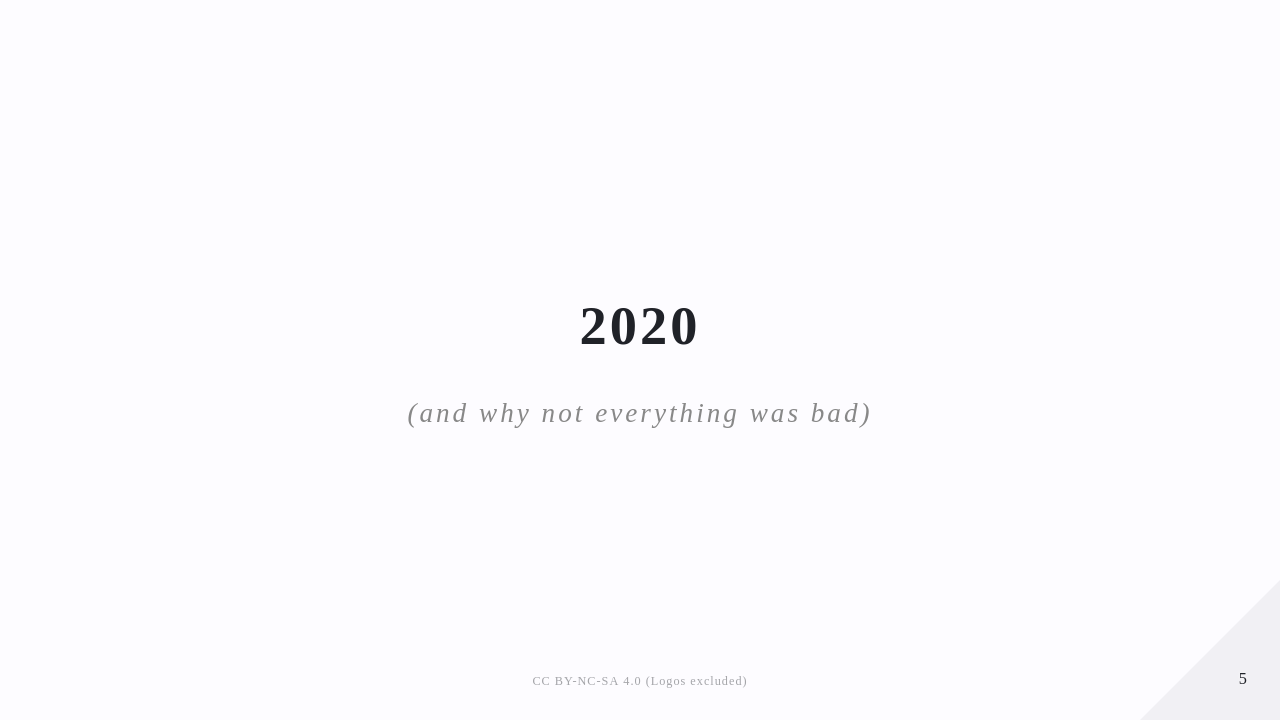 2020
(and why not everything was bad)
CC BY-NC-SA 4.0 (Logos excluded)
5